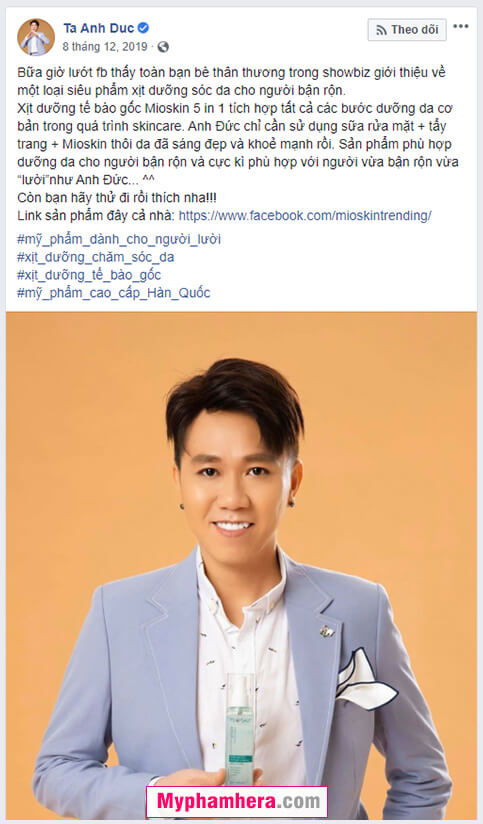 Ta Anh Duc
Theo dõi
8 tháng 12, 2019 ·
Bữa giờ lướt fb thấy toàn bạn bè thân thương trong showbiz giới thiệu về
một loại siêu phẩm xịt dưỡng sóc da cho người bận rộn.
Xịt dưỡng tế bào gốc Mioskin 5 in 1 tích hợp tất cả các bước dưỡng da cơ
bản trong quá trình skincare. Anh Đức chỉ cần sử dụng sữa rửa mặt + tẩy
trang + Mioskin thôi da đã sáng đẹp và khoẻ mạnh rồi. Sản phẩm phù hợp
dưỡng da cho người bận rộn và cực kì phù hợp với người vừa bận rộn vừa
“lười”như Anh Đức... ^^
Còn bạn hãy thử đi rồi thích nha!!!
Link sản phẩm đây cả nhà: https://www.facebook.com/mioskintrending/
#mỹ_phẩm_dành_cho_người_lười
#xịt_dưỡng_chăm_sóc_da
#xịt_dưỡng_tế_bào_gốc
#mỹ_phẩm_cao_cấp_Hàn_Quốc
Myphamhera.com